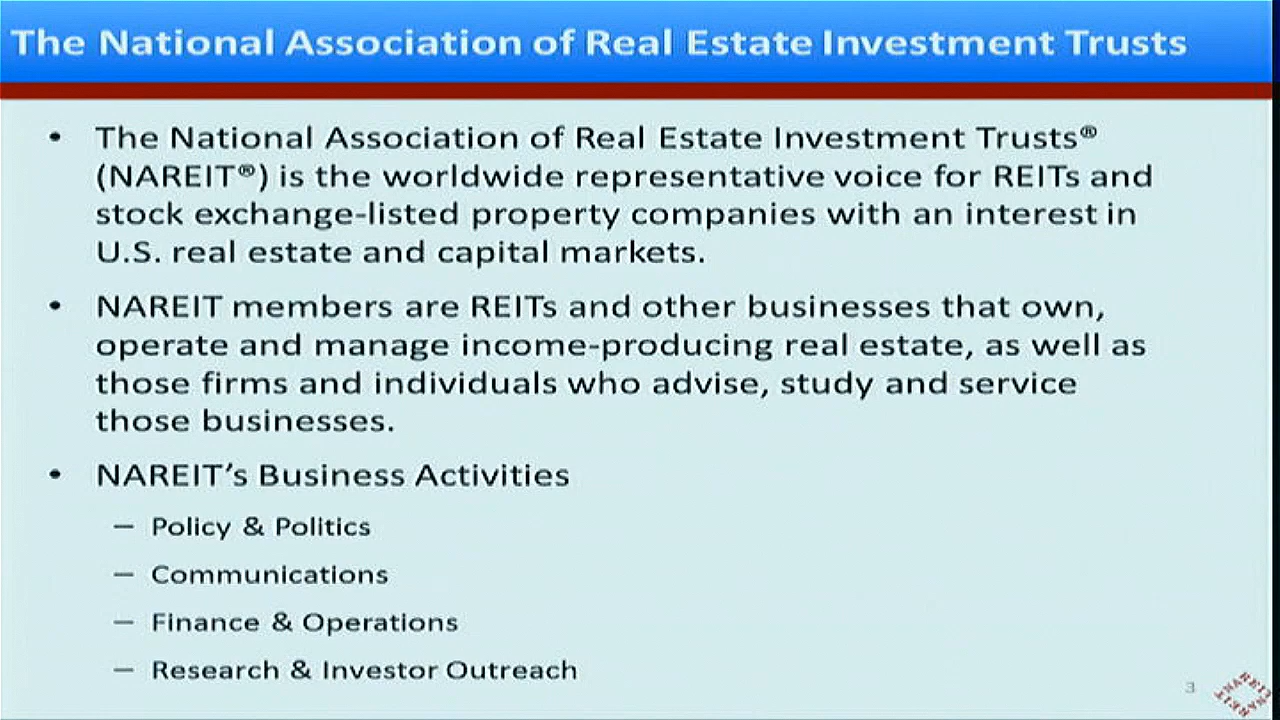 The National Association of Real Estate Investment Trusts
• The National Association of Real Estate Investment Trusts®
(NAREIT®) is the worldwide representative voice for REITs and
stock exchange-listed property companies with an interest in
U.S. real estate and capital markets.
• NAREIT members are REITs and other businesses that own,
operate and manage income-producing real estate, as well as
those firms and individuals who advise, study and service
those businesses.
• NAREIT’s Business Activities
– Policy & Politics
– Communications
– Finance & Operations
– Research & Investor Outreach
3
NAREIT
NAREIT